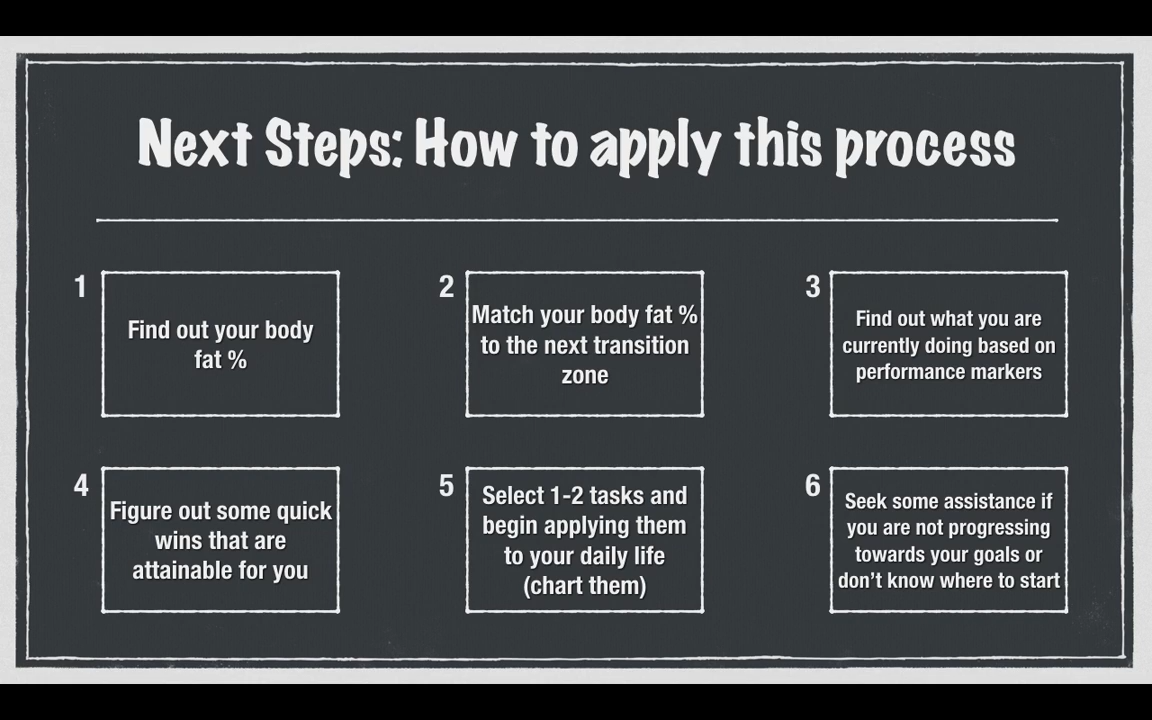 Next Steps: How to apply this process
1
Find out your body
fat %
2
Match your body fat %
to the next transition
zone
3
Find out what you are
currently doing based on
performance markers
4
Figure out some quick
wins that are
attainable for you
5
Select 1-2 tasks and
begin applying them
to your daily life
(chart them)
6
Seek some assistance if
you are not progressing
towards your goals or
don’t know where to start